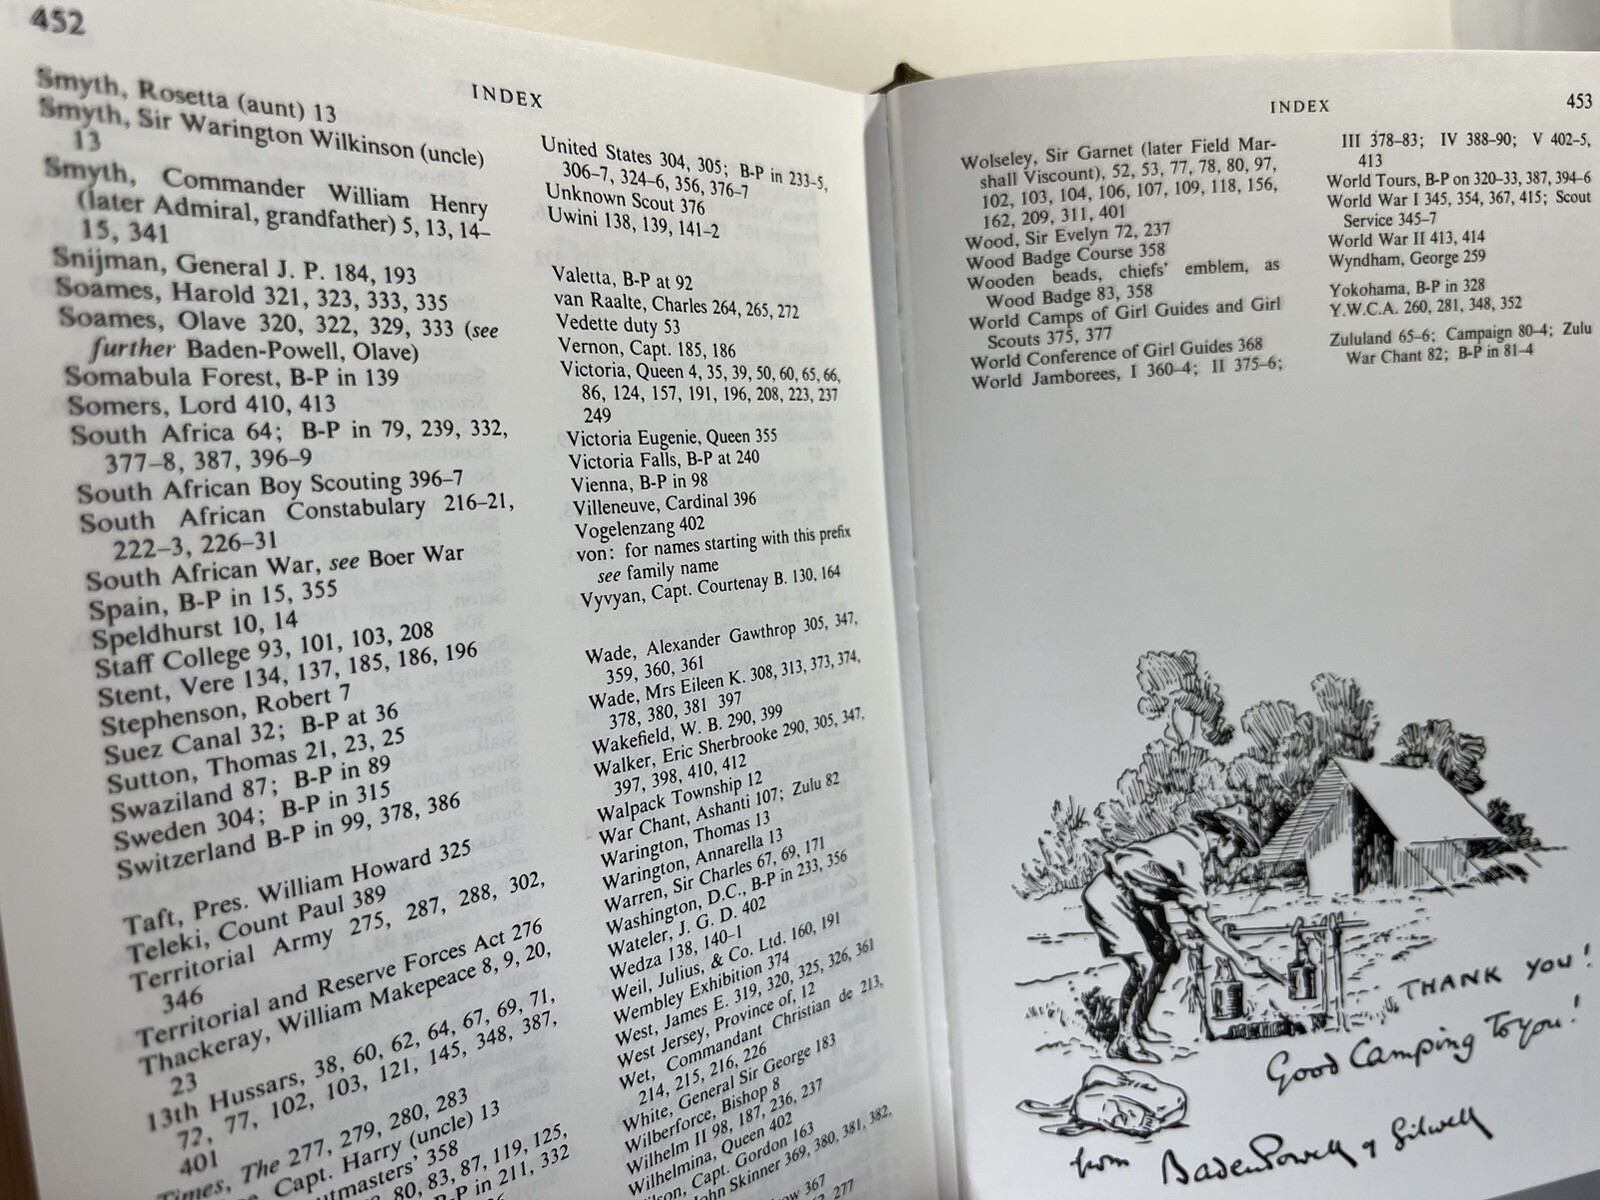 452
INDEX
Smyth, Rosetta (aunt) 13
Smyth, Sir Warington Wilkinson (uncle)
13
Smyth, Commander William Henry
(later Admiral, grandfather) 5, 13, 14–
15, 341
Snijman, General J. P. 184, 193
Soames, Harold 321, 323, 333, 335
Soames, Olave 320, 322, 329, 333 (see
further Baden-Powell, Olave)
Somabula Forest, B-P in 139
Somers, Lord 410, 413
South Africa 64; B-P in 79, 239, 332,
377–8, 387, 396–9
South African Boy Scouting 396–7
South African Constabulary 216–21,
222–3, 226–31
South African War, see Boer War
Spain, B-P in 15, 355
Speldhurst 10, 14
Staff College 93, 101, 103, 208
Stent, Vere 134, 137, 185, 186, 196
Stephenson, Robert 7
Suez Canal 32; B-P at 36
Sutton, Thomas 21, 23, 25
Swaziland 87; B-P in 89
Sweden 304; B-P in 315
Switzerland B-P in 99, 378, 386
Taft, Pres. William Howard 325
Teleki, Count Paul 389
Territorial Army 275, 287, 288, 302,
346
Territorial and Reserve Forces Act 276
Thackeray, William Makepeace 8, 9, 20,
23
13th Hussars, 38, 60, 62, 64, 67, 69, 71,
72, 77, 102, 103, 121, 145, 348, 387,
401
Times, The 277, 279, 280, 283
Capt. Harry (uncle) 13
358
80, 83, 87, 119, 125,
in 211, 332
United States 304, 305; B-P in 233–5,
306–7, 324–6, 356, 376–7
Unknown Scout 376
Uwini 138, 139, 141–2
Valetta, B-P at 92
van Raalte, Charles 264, 265, 272
Vedette duty 53
Vernon, Capt. 185, 186
Victoria, Queen 4, 35, 39, 50, 60, 65, 66,
86, 124, 157, 191, 196, 208, 223, 237
249
Victoria Eugenie, Queen 355
Victoria Falls, B-P at 240
Vienna, B-P in 98
Villeneuve, Cardinal 396
Vogelenzang 402
von: for names starting with this prefix
see family name
Vyvyan, Capt. Courtenay B. 130, 164
Wade, Alexander Gawthrop 305, 347,
359, 360, 361
Wade, Mrs Eileen K. 308, 313, 373, 374,
378, 380, 381 397
Wakefield, W. B. 290, 399
Walker, Eric Sherbrooke 290, 305, 347,
397, 398, 410, 412
Walpack Township 12
War Chant, Ashanti 107; Zulu 82
Warington, Thomas 13
Warington, Annarella 13
Warren, Sir Charles 67, 69, 171
Washington, D.C., B-P in 233, 356
Wateler, J. G. D. 402
Wedza 138, 140–1
Weil, Julius, & Co. Ltd. 160, 191
Wembley Exhibition 374
West, James E. 319, 320, 325, 326, 361
West Jersey, Province of, 12
Wet, Commandant Christian de 213,
214, 215, 216, 226
White, General Sir George 183
Wilberforce, Bishop 8
Wilhelm II 98, 187, 236, 237
Wilhelmina, Queen 402
Capt. Gordon 163
John Skinner 369, 380, 381, 382,
367
277
INDEX
453
Wolseley, Sir Garnet (later Field Mar-
shall Viscount), 52, 53, 77, 78, 80, 97,
102, 103, 104, 106, 107, 109, 118, 156,
162, 209, 311, 401
Wood, Sir Evelyn 72, 237
Wood Badge Course 358
Wooden beads, chiefs' emblem, as
Wood Badge 83, 358
World Camps of Girl Guides and Girl
Scouts 375, 377
World Conference of Girl Guides 368
World Jamborees, I 360–4; II 375–6;
III 378–83; IV 388–90; V 402–5,
413
World Tours, B-P on 320–33, 387, 394–6
World War I 345, 354, 367, 415; Scout
Service 345–7
World War II 413, 414
Wyndham, George 259
Yokohama, B-P in 328
Y.W.C.A. 260, 281, 348, 352
Zululand 65–6; Campaign 80–4; Zulu
War Chant 82; B-P in 81–4
THANK YOU!
Good Camping to you!
from Baden Powell of Gilwell